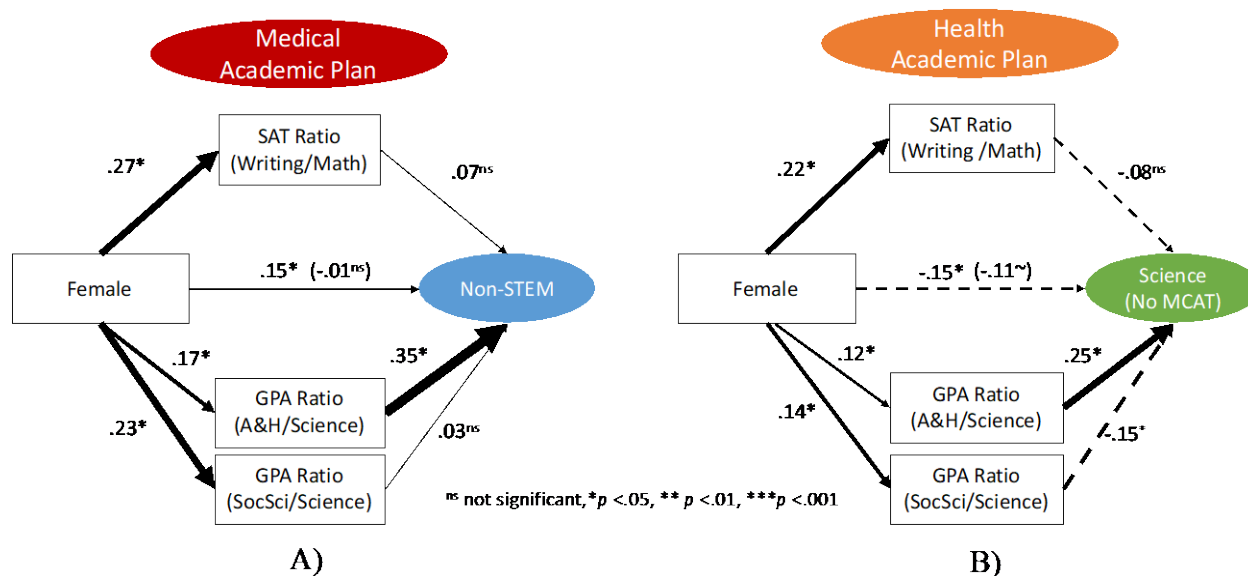 Medical
Academic Plan
SAT Ratio
(Writing/Math)
.27*
.07ns
Female
.15* (-.01ns)
Non-STEM
.17*
.35*
GPA Ratio
(A&H/Science)
.23*
.03ns
GPA Ratio
(SocSci/Science)
A)
Health
Academic Plan
SAT Ratio
(Writing /Math)
.22*
-.08ns
Female
-.15* (-.11~)
Science
(No MCAT)
.12*
.25*
GPA Ratio
(A&H/Science)
.14*
-.15*
GPA Ratio
(SocSci/Science)
ns not significant,*p <.05, ** p <.01, ***p <.001
B)